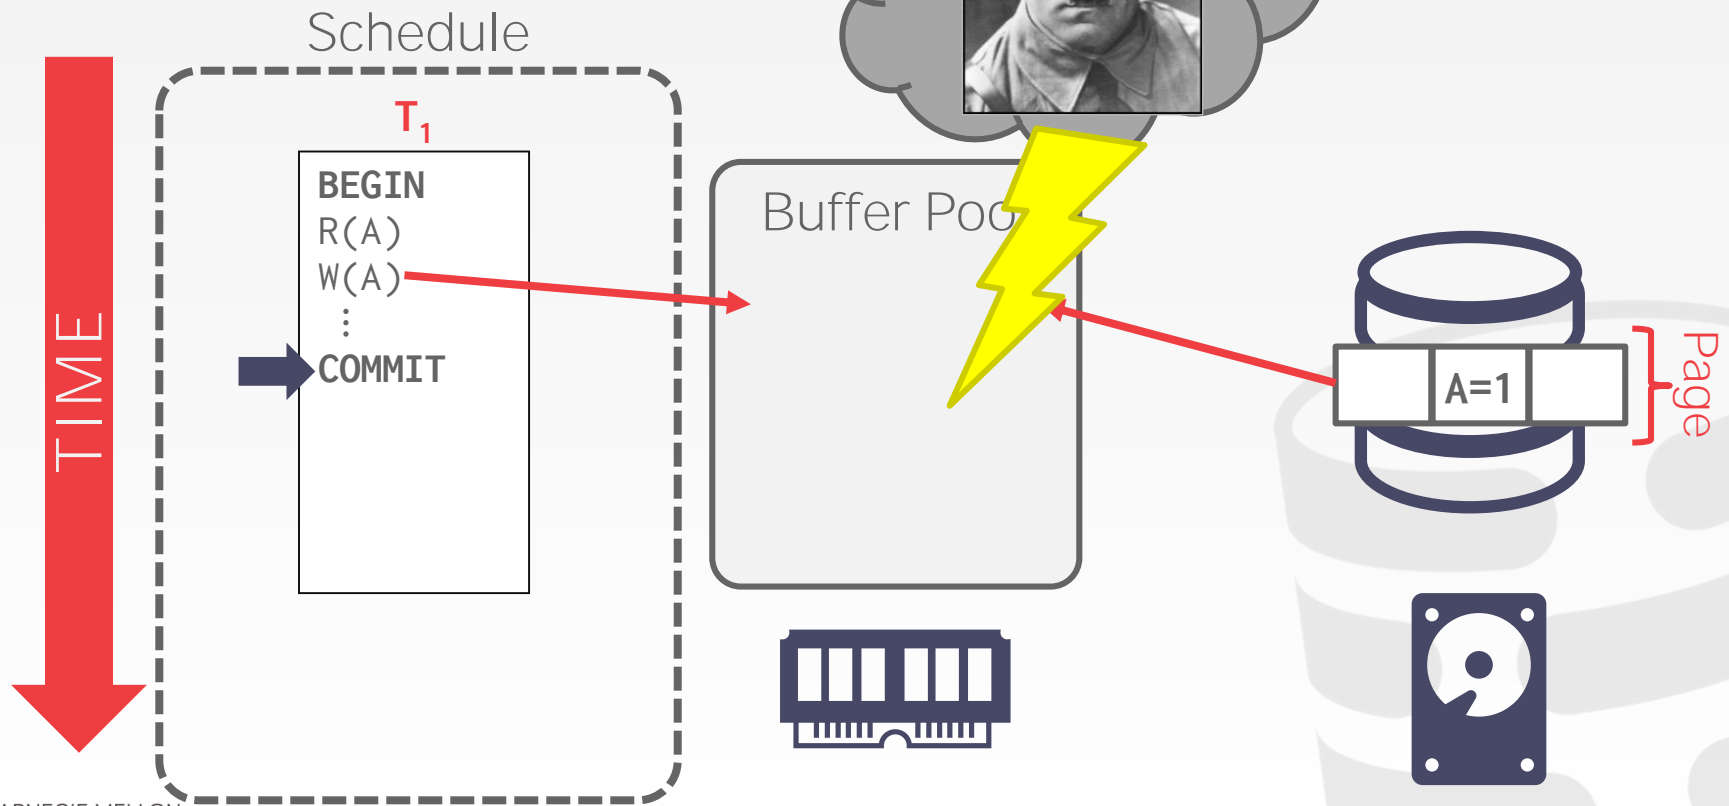 Schedule
T1
BEGIN
R(A)
W(A)
⋮
COMMIT
TIME
Buffer Poo
A=1
Page